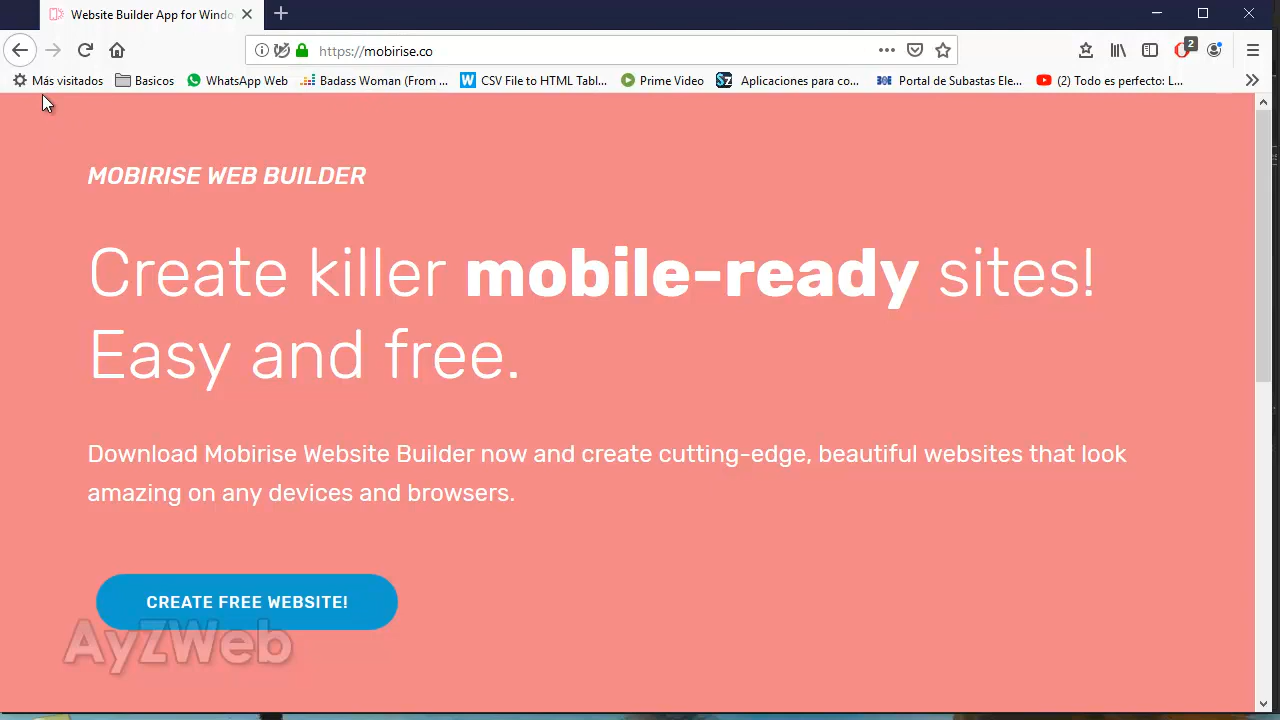 Website Builder App for Windo
https://mobirise.co
2
Más visitados
Basicos
WhatsApp Web
Badass Woman (From ...
CSV File to HTML Tabl...
Prime Video
Aplicaciones para co...
Portal de Subastas Ele...
(2) Todo es perfecto: L...
MOBIRISE WEB BUILDER
Create killer mobile-ready sites!
Easy and free.
Download Mobirise Website Builder now and create cutting-edge, beautiful websites that look
amazing on any devices and browsers.
CREATE FREE WEBSITE!
AyZWeb